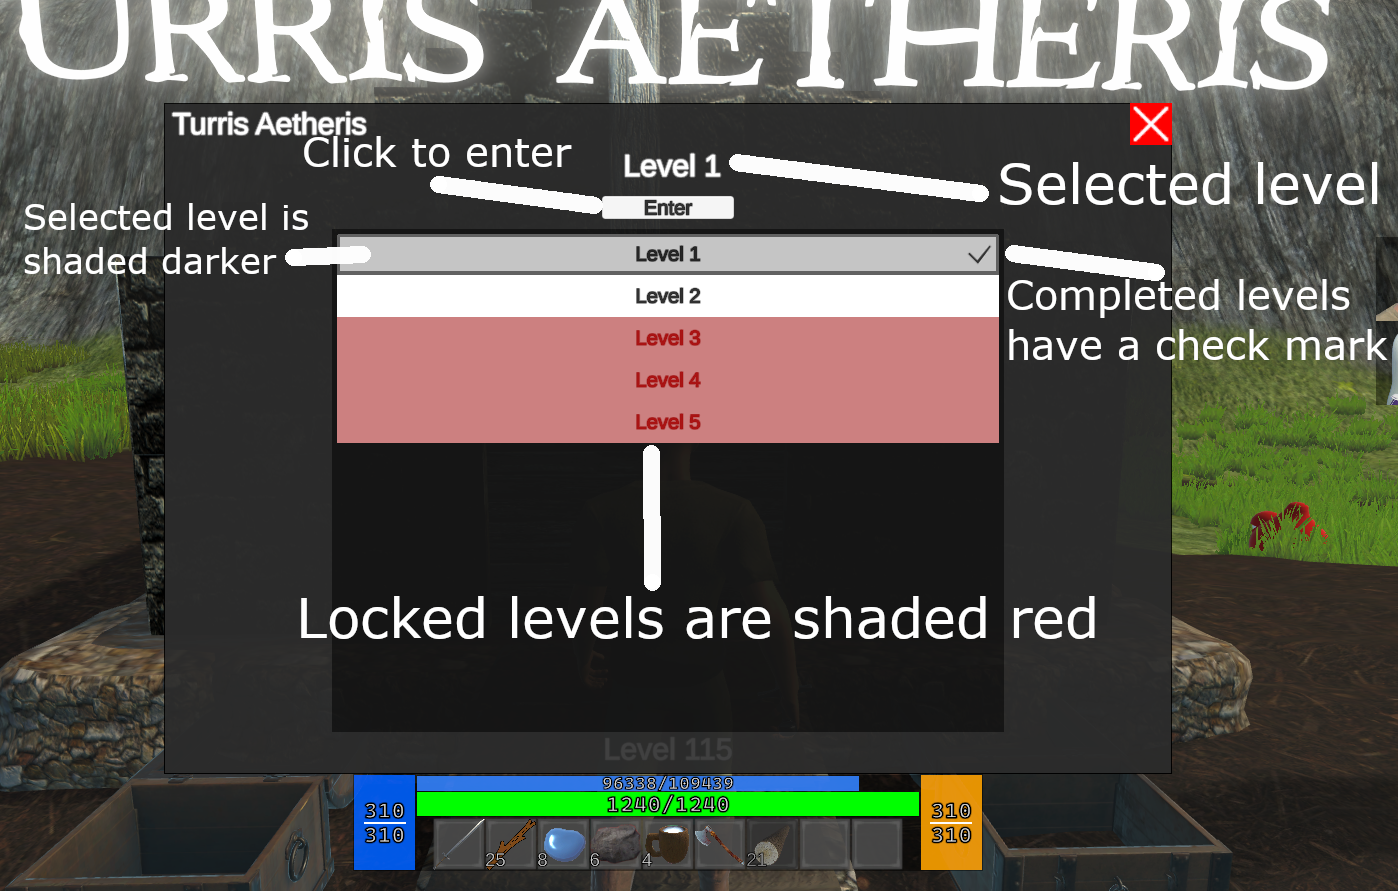 URRIS AETHERIS
Turris Aetheris
Click to enter
Level 1
Selected level
Enter
Selected level is
shaded darker
Level 1
Level 2
Completed levels
have a check mark
Level 3
Level 4
Level 5
Locked levels are shaded red
Level 115
96338/109439
1240/1240
310
310
310
310
25
8
6
4
21